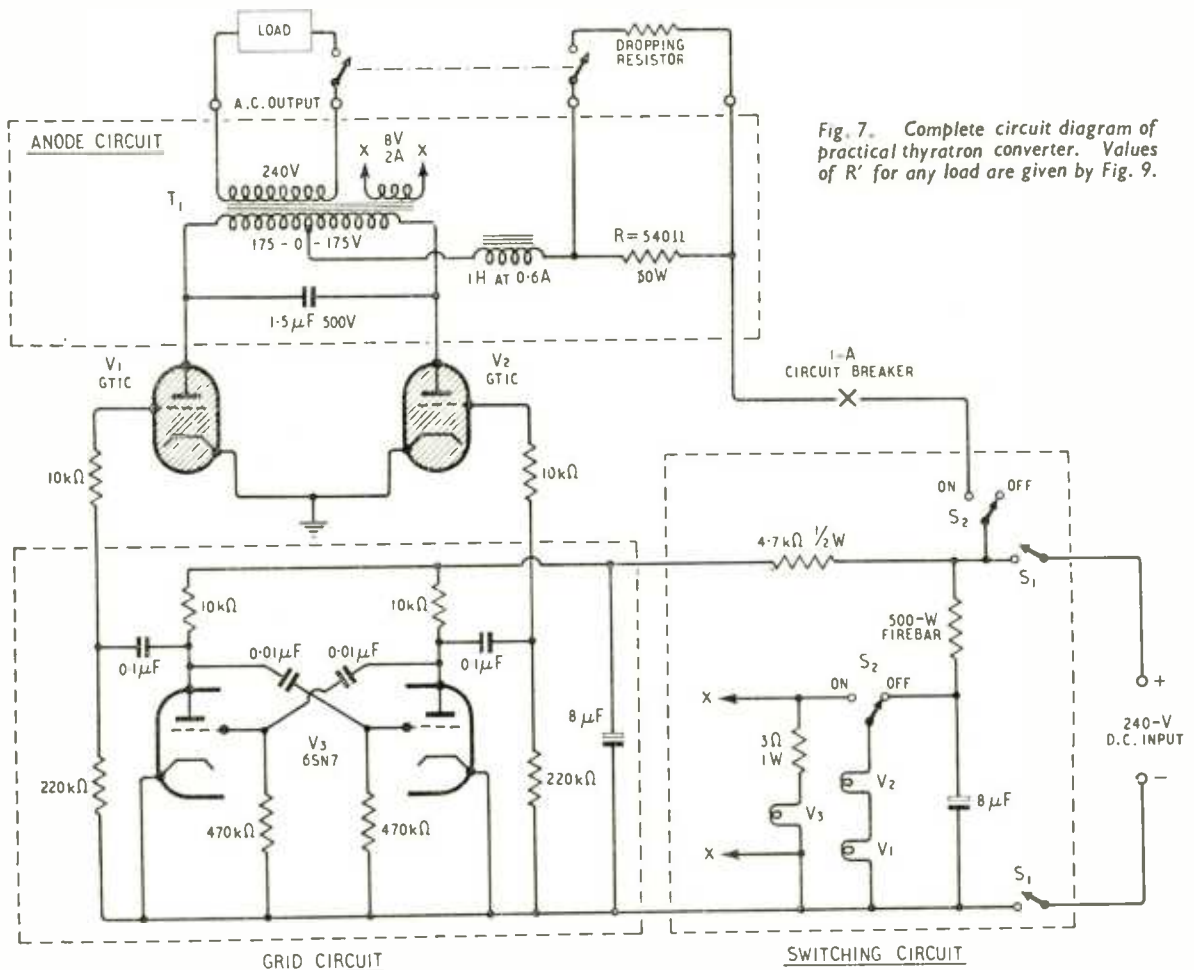 LOAD
DROPPING
RESISTOR
A.C. OUTPUT
ANODE CIRCUIT
X
8V
2A
X
240V
T1
175 - 0 - 175V
1H AT 0.6A
R = 540Ω
1.5μF 500V
Fig. 7. Complete circuit diagram of
practical thyratron converter. Values
of R' for any load are given by Fig. 9.
V1
GT1C
V2
GT1C
1-A
CIRCUIT BREAKER
10kΩ
10kΩ
ON
OFF
S2
4.7kΩ ½W
S1
10kΩ
10kΩ
0.1μF
0.01μF
0.01μF
0.1μF
500-W
FIREBAR
S2
ON
OFF
X
+
240-V
D.C. INPUT
–
8μF
3Ω
1W
V3
6SN7
V2
8μF
220kΩ
220kΩ
V3
470kΩ
470kΩ
V1
X
S1
GRID CIRCUIT
SWITCHING CIRCUIT